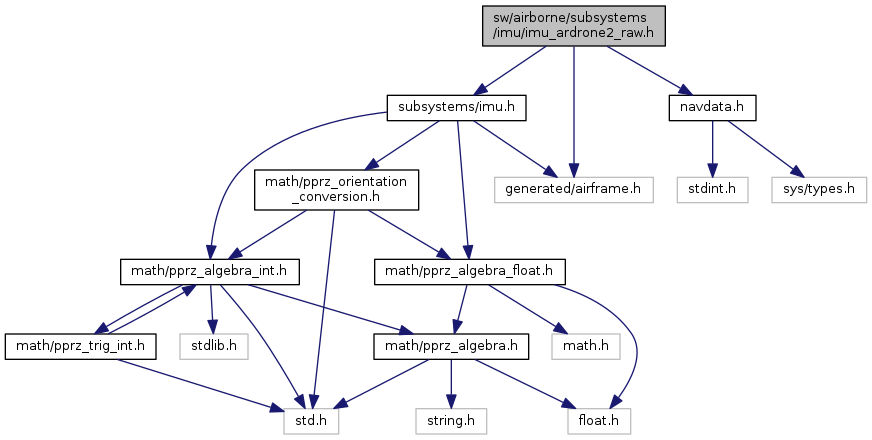 sw/airborne/subsystems
/imu/imu_ardrone2_raw.h
subsystems/imu.h
navdata.h
math/pprz_orientation
_conversion.h
generated/airframe.h
stdint.h
sys/types.h
math/pprz_algebra_int.h
math/pprz_algebra_float.h
math/pprz_trig_int.h
stdlib.h
math/pprz_algebra.h
math.h
std.h
string.h
float.h